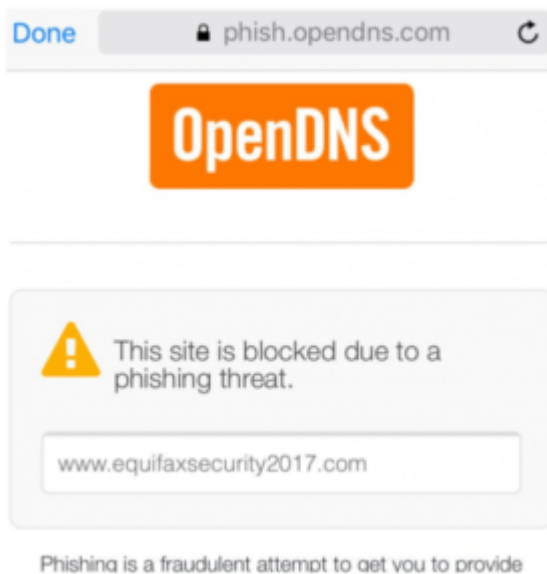 Done phish.opendns.com
OpenDNS
This site is blocked due to a
phishing threat.
www.equifaxsecurity2017.com
Phishing is a fraudulent attempt to get you to provide